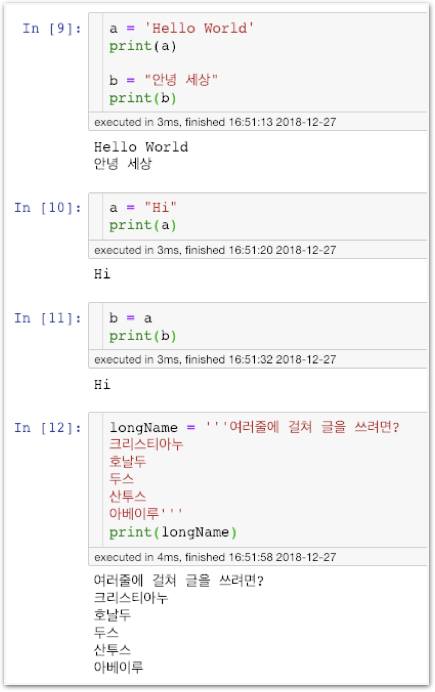 In [9]: a = 'Hello World'
print(a)
b = "안녕 세상"
print(b)
executed in 3ms, finished 16:51:13 2018-12-27
Hello World
안녕 세상
In [10]: a = "Hi"
print(a)
executed in 3ms, finished 16:51:20 2018-12-27
Hi
In [11]: b = a
print(b)
executed in 3ms, finished 16:51:32 2018-12-27
Hi
In [12]: longName = '''여러줄에 걸쳐 글을 쓰려면?
크리스티아누
호날두
두스
산투스
아베이루'''
print(longName)
executed in 4ms, finished 16:51:58 2018-12-27
여러줄에 걸쳐 글을 쓰려면?
크리스티아누
호날두
두스
산투스
아베이루